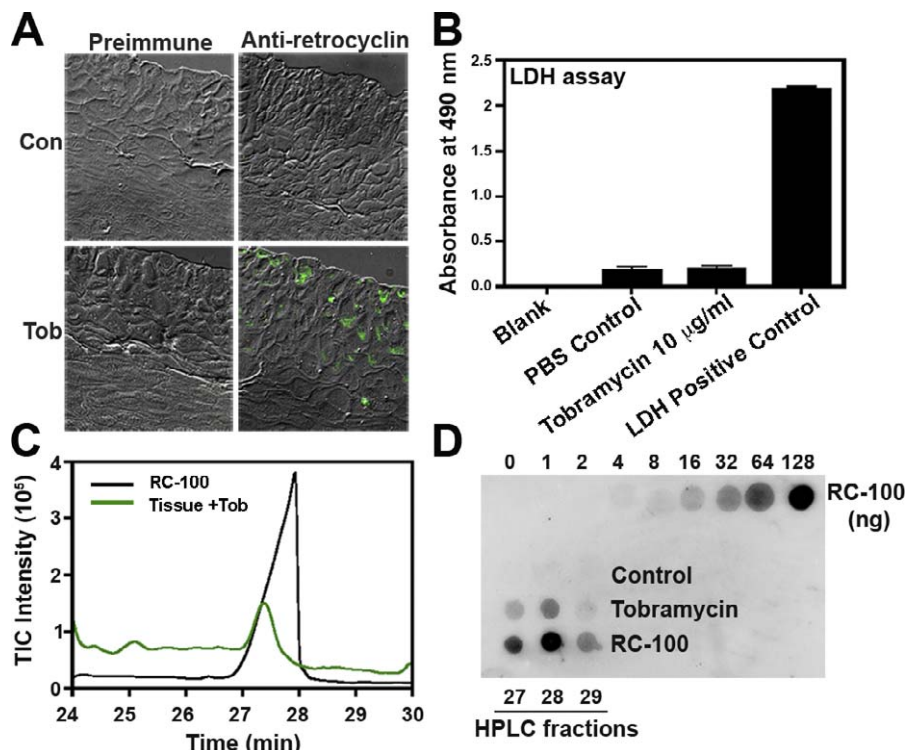 A
Preimmune
Anti-retrocyclin
Con
Tob
B
LDH assay
Absorbance at 490 nm
2.5
2.0
1.5
1.0
0.5
0.0
Blank
PBS Control
Tobramycin 10 μg/ml
LDH Positive Control
C
RC-100
Tissue +Tob
TIC Intensity (10⁵)
4
3
2
1
0
24 25 26 27 28 29 30
Time (min)
D
0 1 2 4 8 16 32 64 128
RC-100
(ng)
Control
Tobramycin
RC-100
27 28 29
HPLC fractions